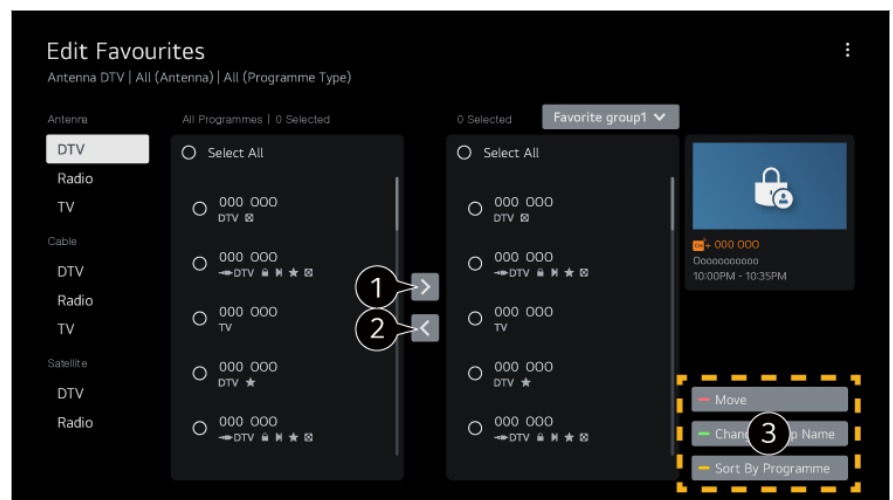 Edit Favourites
Antenna DTV | All (Antenna) | All (Programme Type)
Antenna
DTV
Radio
TV
Cable
DTV
Radio
TV
Satellite
DTV
Radio
All Programmes | 0 Selected
Select All
000 000
DTV
000 000
DTV
000 000
TV
000 000
DTV
000 000
DTV
1
2
0 Selected
Favorite group1
Select All
000 000
DTV
000 000
DTV
000 000
TV
000 000
DTV
000 000
DTV
+ 000 000
Oooooooooo
10:00PM - 10:35PM
Move
3
Name
Sort By Programme